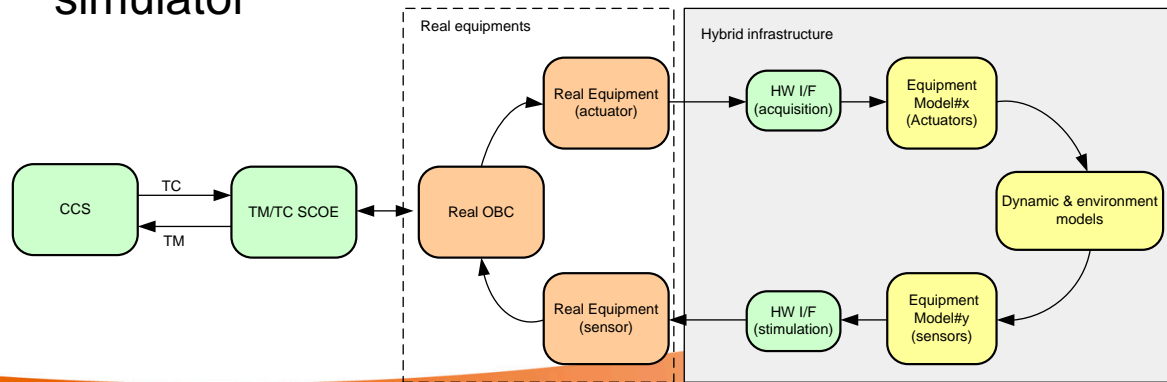 simulator
Real equipments
Hybrid infrastructure
Real Equipment
(actuator)
HW I/F
(acquisition)
Equipment
Model#x
(Actuators)
CCS
TC
TM
TM/TC SCOE
Real OBC
Dynamic & environment
models
Real Equipment
(sensor)
HW I/F
(stimulation)
Equipment
Model#y
(sensors)